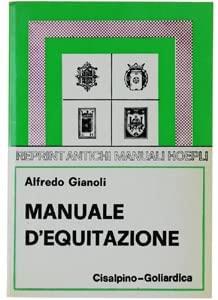 REPRINT ANTICHI MANUALI HOEPLI
Alfredo Gianoli
MANUALE
D'EQUITAZIONE
Cisalpino-Goliardica